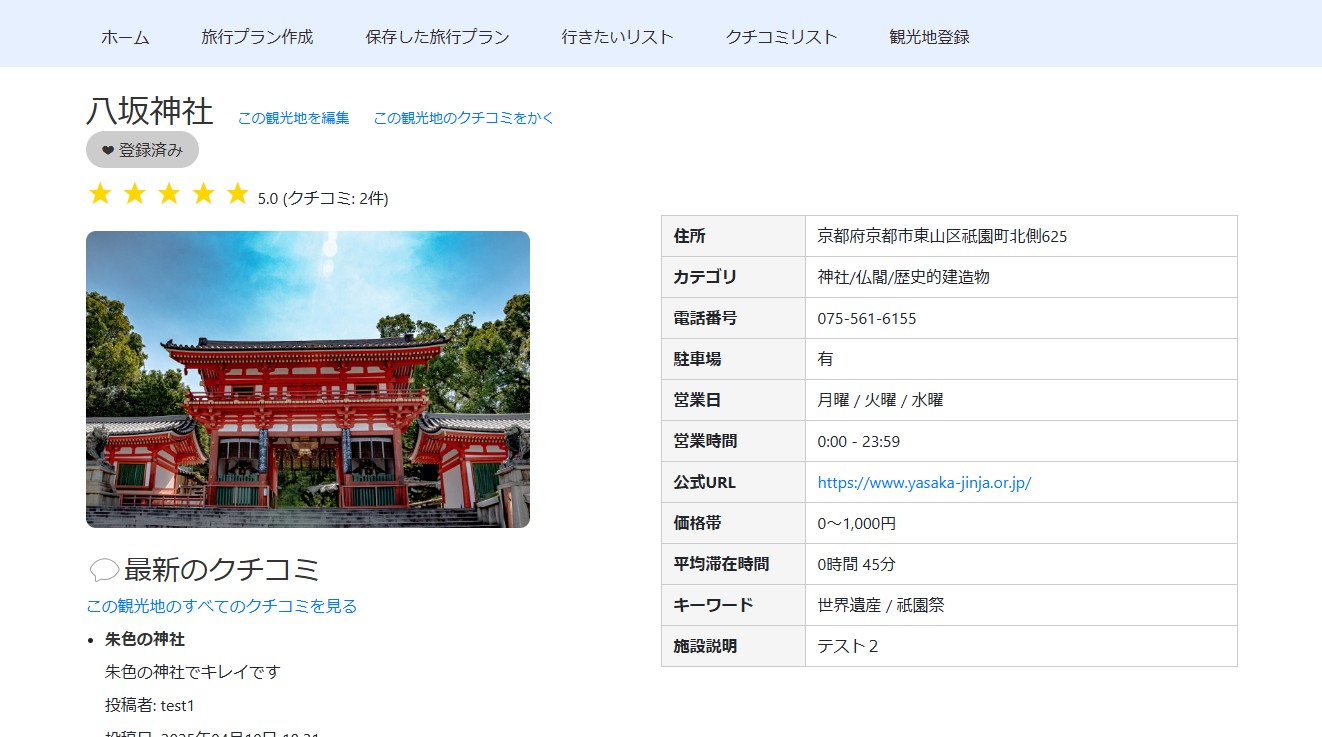 ホーム 旅行プラン作成 保存した旅行プラン 行きたいリスト クチコミリスト 観光地登録
八坂神社 この観光地を編集 この観光地のクチコミをかく
❤ 登録済み
★ ★ ★ ★ ★ 5.0 (クチコミ: 2件)
住所 京都府京都市東山区祇園町北側625
カテゴリ 神社/仏閣/歴史的建造物
電話番号 075-561-6155
駐車場 有
営業日 月曜 / 火曜 / 水曜
営業時間 0:00 - 23:59
公式URL https://www.yasaka-jinja.or.jp/
価格帯 0～1,000円
平均滞在時間 0時間 45分
キーワード 世界遺産 / 祇園祭
施設説明 テスト２
最新のクチコミ
この観光地のすべてのクチコミを見る
• 朱色の神社
朱色の神社でキレイです
投稿者: test1